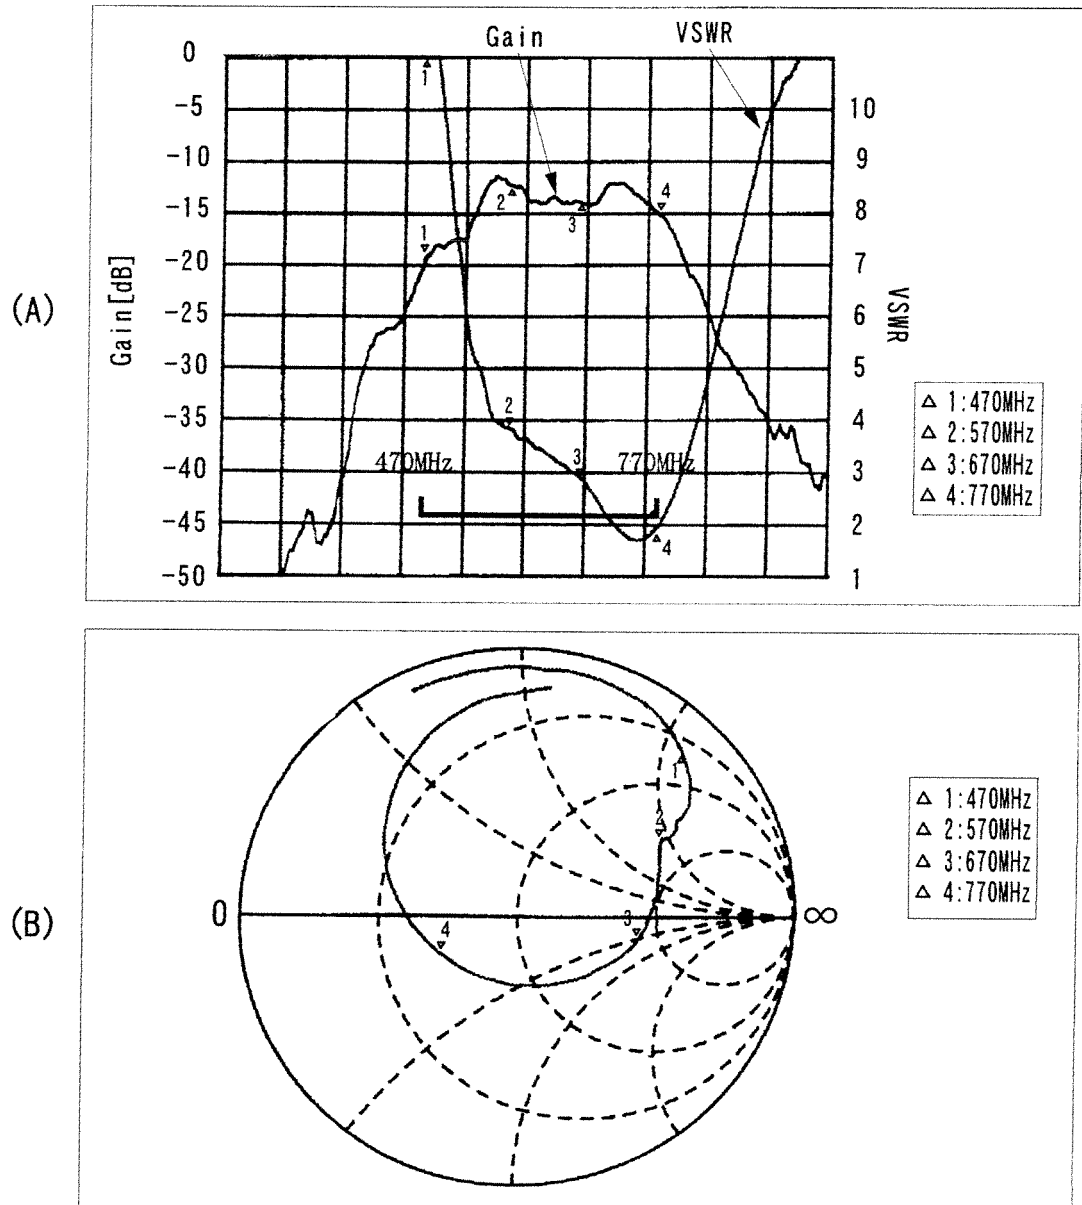 (A)
Gain VSWR
Gain[dB]
0
-5
-10
-15
-20
-25
-30
-35
-40
-45
-50
10
9
8
7
6
5
4
3
2
1
VSWR
1
1
2
3
4
2
3
4
470MHz 770MHz
△ 1:470MHz
△ 2:570MHz
△ 3:670MHz
△ 4:770MHz
(B)
0
∞
1
2
3
4
△ 1:470MHz
△ 2:570MHz
△ 3:670MHz
△ 4:770MHz